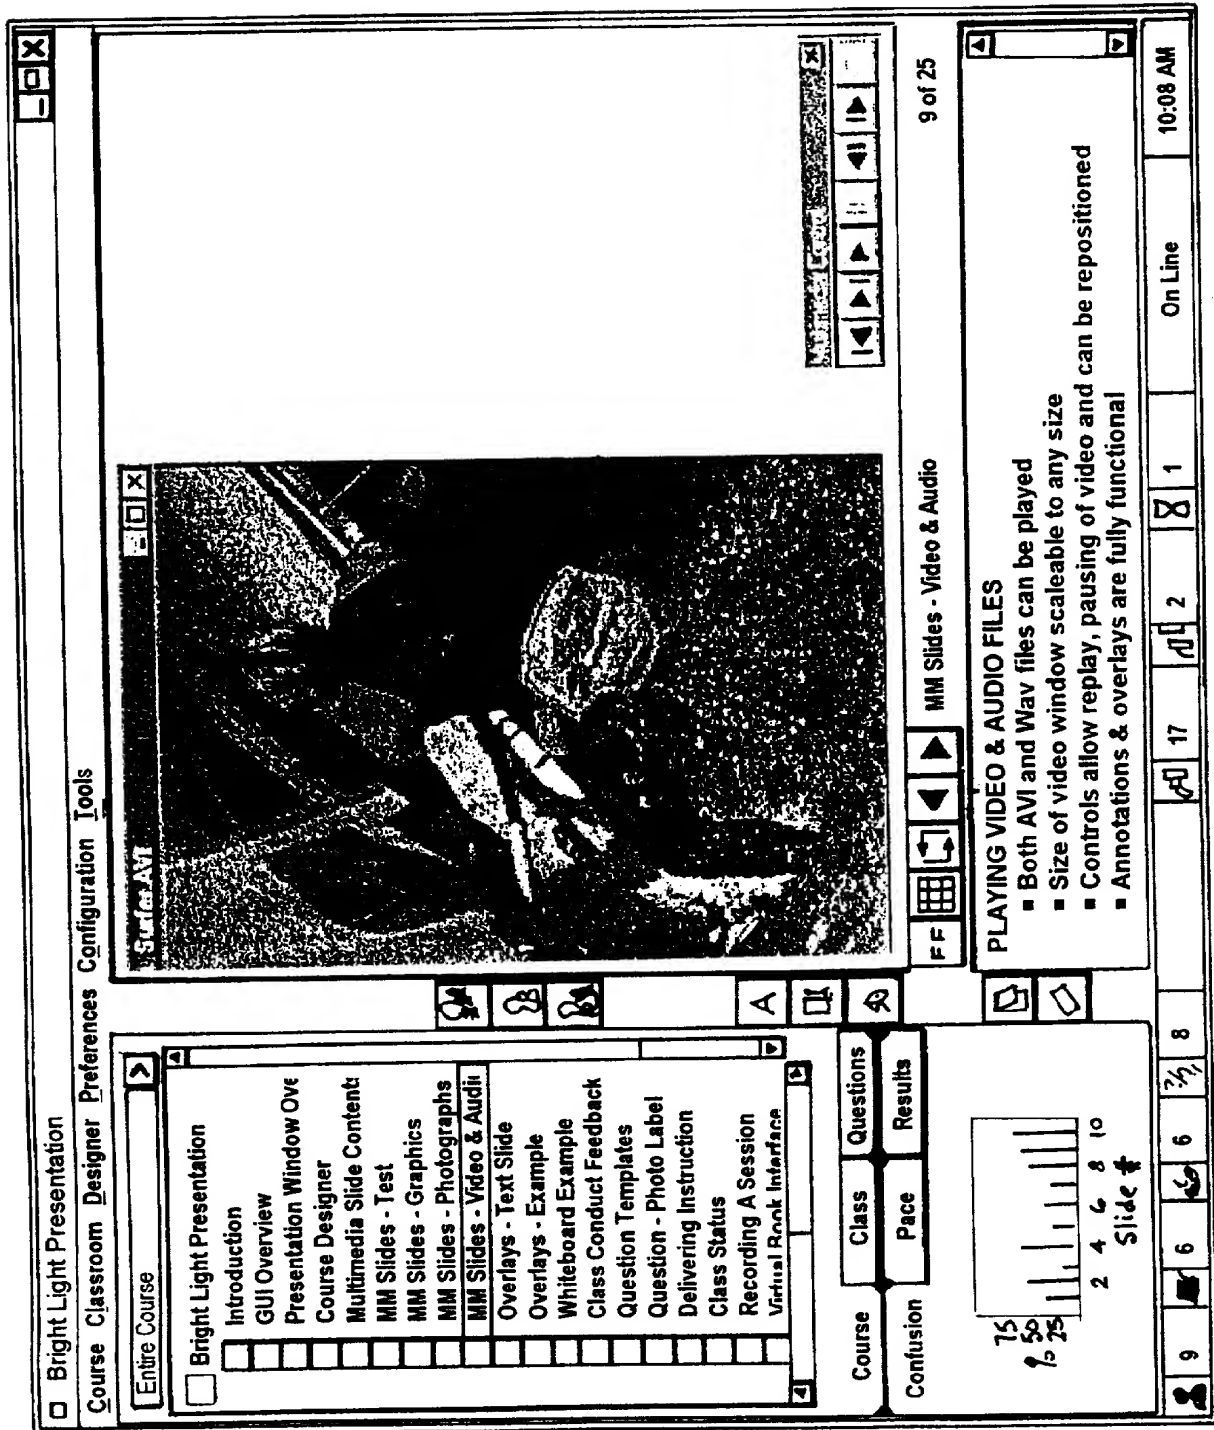 Bright Light Presentation
Course Classroom Designer Preferences Configuration Tools
Entire Course
Bright Light Presentation
Introduction
GUI Overview
Presentation Window Ove
Course Designer
Multimedia Slide Content
MM Slides - Test
MM Slides - Graphics
MM Slides - Photographs
MM Slides - Video & Audi
Overlays - Text Slide
Overlays - Example
Whiteboard Example
Class Conduct Feedback
Question Templates
Question - Photo Label
Delivering Instruction
Class Status
Recording A Session
Virtual Book Interface
Course Class Questions
Confusion Pace Results
75
% 50
25
2 4 6 8 10
Slide #
Surfer.AVI
A
FF MM Slides - Video & Audio 9 of 25
PLAYING VIDEO & AUDIO FILES
▪ Both AVI and Wav files can be played
▪ Size of video window scaleable to any size
▪ Controls allow replay, pausing of video and can be repositioned
▪ Annotations & overlays are fully functional
9 6 6 ?/, 8 17 2 1 On Line 10:08 AM